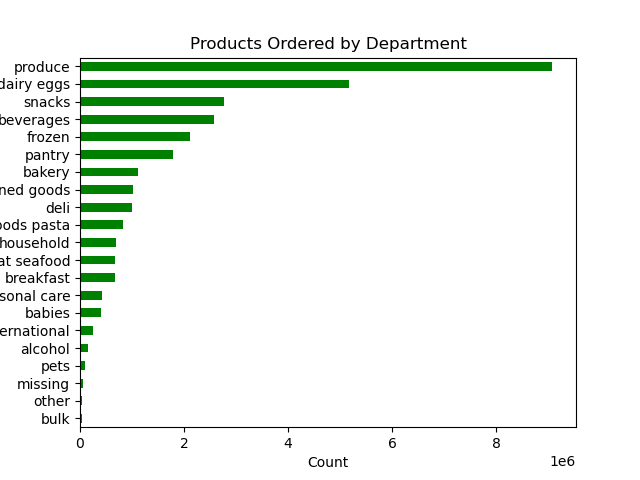 Products Ordered by Department
produce
dairy eggs
snacks
beverages
frozen
pantry
bakery
ned goods
deli
oods pasta
household
at seafood
breakfast
sonal care
babies
ernational
alcohol
pets
missing
other
bulk
0 2 4 6 8
1e6
Count